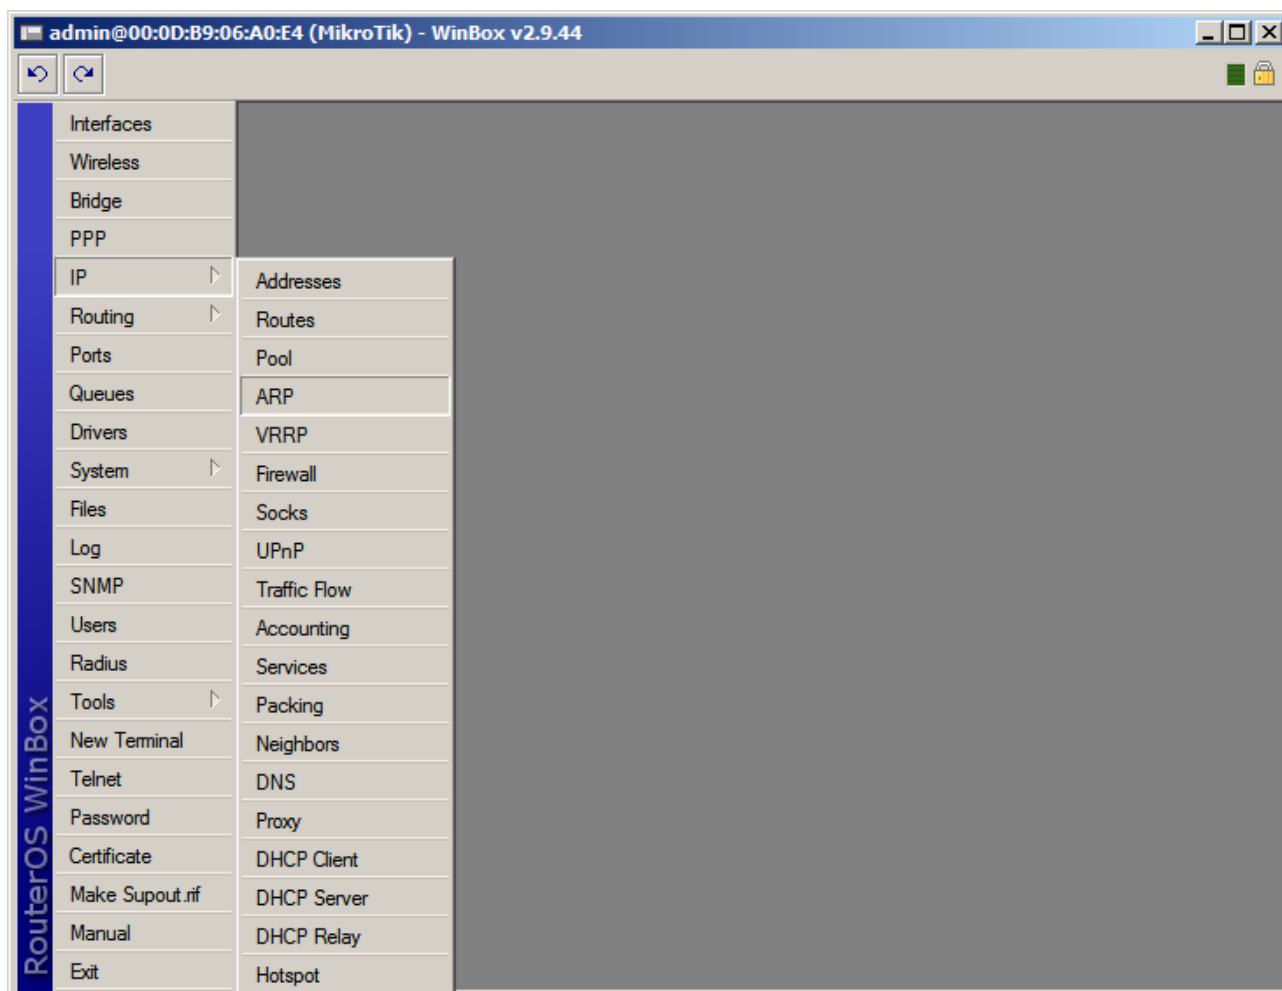 admin@00:0D:B9:06:A0:E4 (MikroTik) - WinBox v2.9.44
Interfaces
Wireless
Bridge
PPP
IP
Routing
Ports
Queues
Drivers
System
Files
Log
SNMP
Users
Radius
Tools
New Terminal
Telnet
Password
Certificate
Make Supout.rif
Manual
Exit
Addresses
Routes
Pool
ARP
VRRP
Firewall
Socks
UPnP
Traffic Flow
Accounting
Services
Packing
Neighbors
DNS
Proxy
DHCP Client
DHCP Server
DHCP Relay
Hotspot
RouterOS WinBox